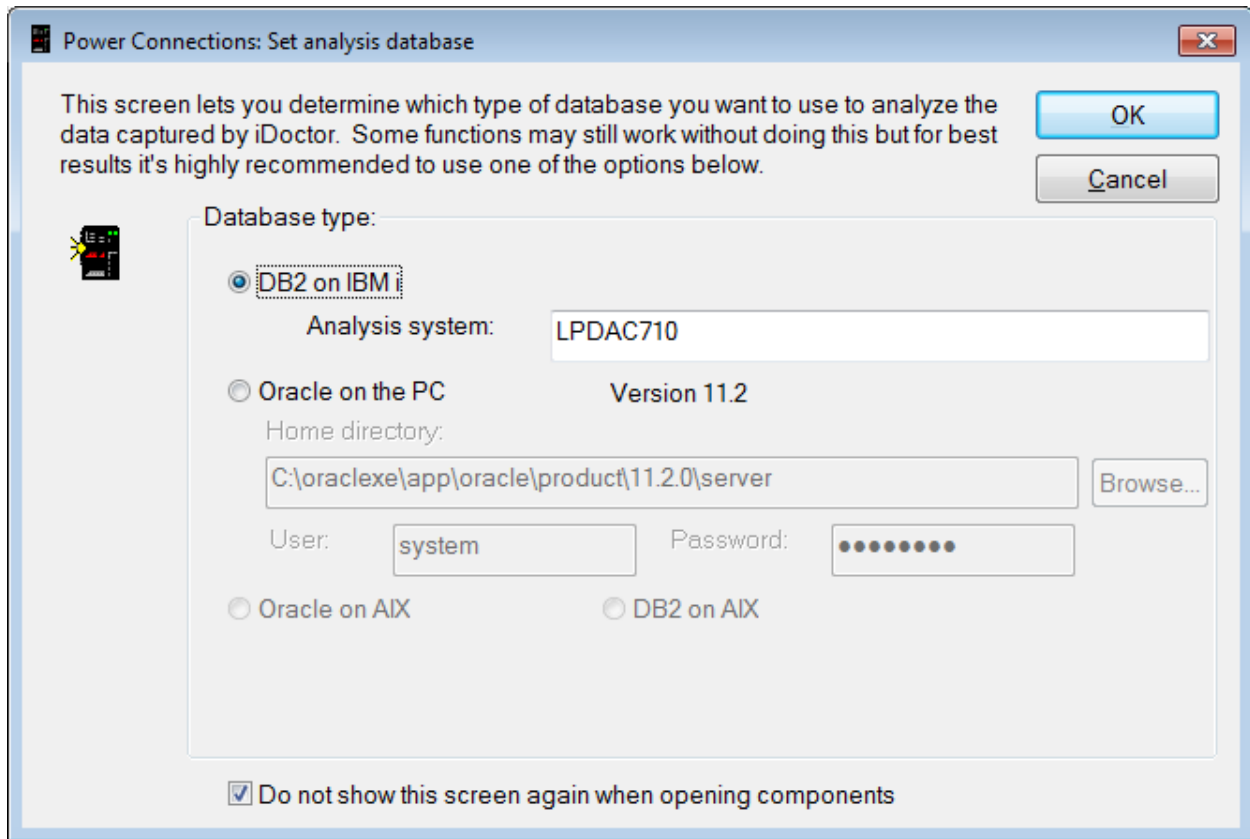 Power Connections: Set analysis database
This screen lets you determine which type of database you want to use to analyze the
data captured by iDoctor.  Some functions may still work without doing this but for best
results it's highly recommended to use one of the options below.
OK
Cancel
Database type:
DB2 on IBM i
Analysis system: LPDAC710
Oracle on the PC Version 11.2
Home directory:
C:\oraclexe\app\oracle\product\11.2.0\server Browse...
User: system Password: ●●●●●●●●
Oracle on AIX DB2 on AIX
Do not show this screen again when opening components